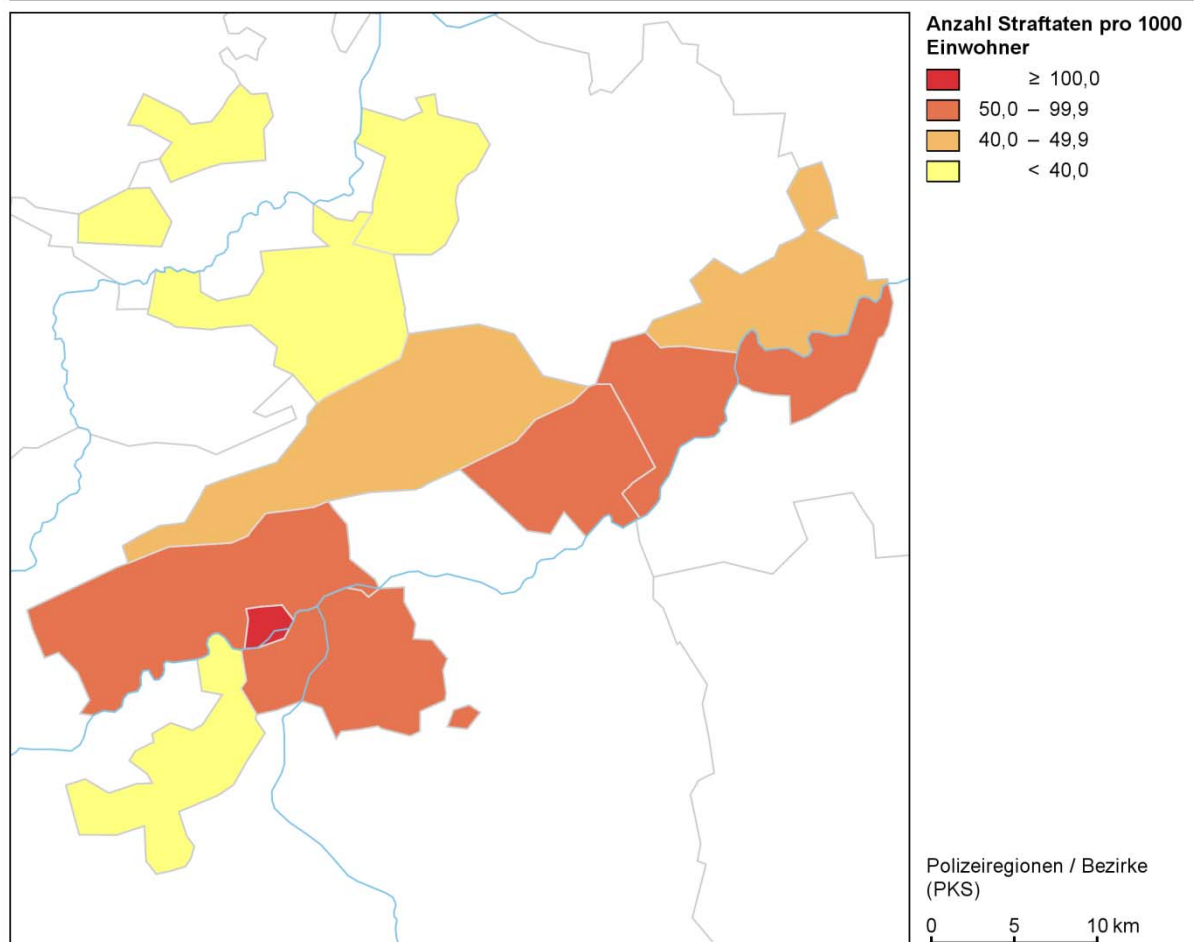 Anzahl Straftaten pro 1000
Einwohner
≥ 100,0
50,0 – 99,9
40,0 – 49,9
< 40,0
Polizeiregionen / Bezirke
(PKS)
0 5 10 km